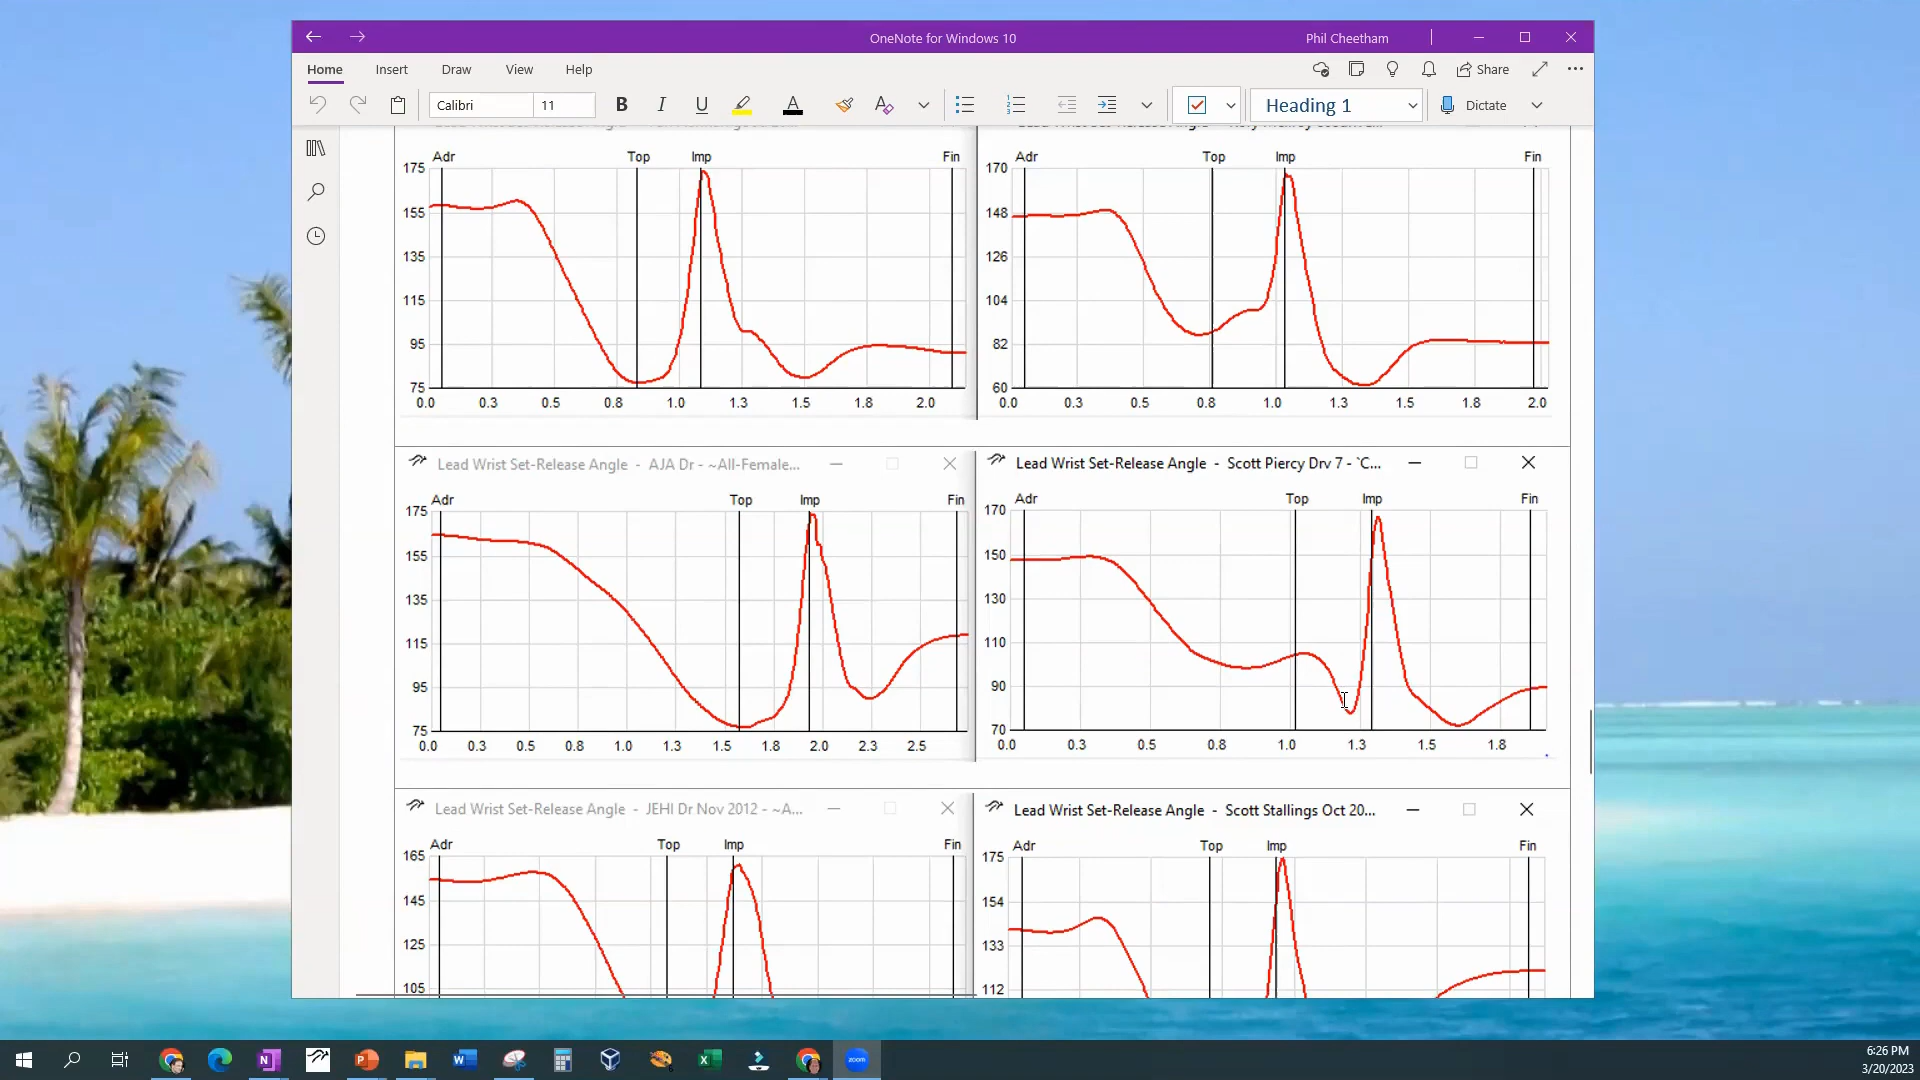 OneNote for Windows 10
Phil Cheetham
Home Insert Draw View Help
Share
Calibri 11 B I U A Heading 1 Dictate
Adr Top Imp Fin
175
155
135
115
95
75
0.0 0.3 0.5 0.8 1.0 1.3 1.5 1.8 2.0
Adr Top Imp Fin
170
148
126
104
82
60
0.0 0.3 0.5 0.8 1.0 1.3 1.5 1.8 2.0
Lead Wrist Set-Release Angle - AJA Dr - ~All-Female...
Adr Top Imp Fin
175
155
135
115
95
75
0.0 0.3 0.5 0.8 1.0 1.3 1.5 1.8 2.0 2.3 2.5
Lead Wrist Set-Release Angle - Scott Piercy Drv 7 - `C...
Adr Top Imp Fin
170
150
130
110
90
70
0.0 0.3 0.5 0.8 1.0 1.3 1.5 1.8
Lead Wrist Set-Release Angle - JEHI Dr Nov 2012 - ~A...
Adr Top Imp Fin
165
145
125
105
Lead Wrist Set-Release Angle - Scott Stallings Oct 20...
Adr Top Imp Fin
175
154
133
112
zoom
6:26 PM
3/20/2023